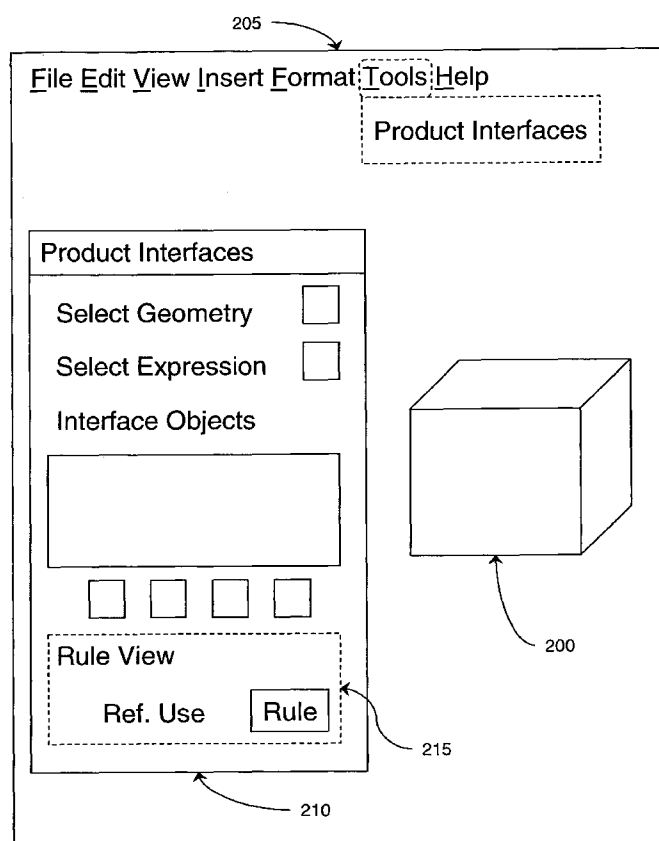 205
File Edit View Insert Format Tools Help
Product Interfaces
Product Interfaces
Select Geometry
Select Expression
Interface Objects
Rule View
Ref. Use Rule
200
215
210